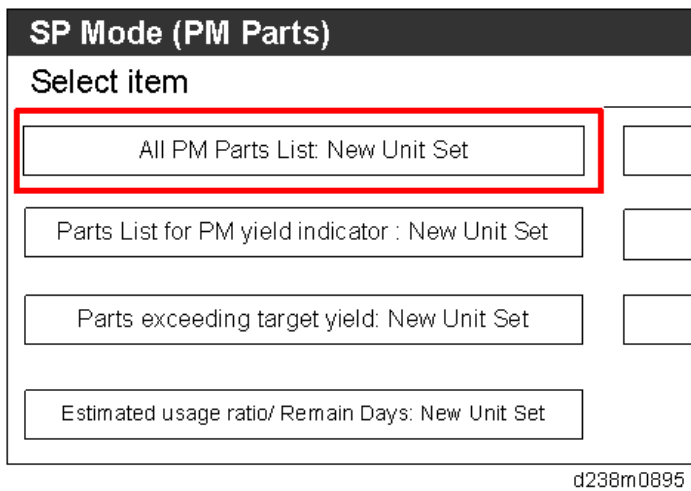 SP Mode (PM Parts)
Select item
All PM Parts List: New Unit Set
Parts List for PM yield indicator : New Unit Set
Parts exceeding target yield: New Unit Set
Estimated usage ratio/ Remain Days: New Unit Set
d238m0895